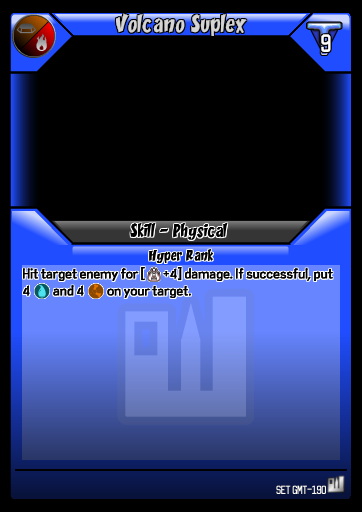 Volcano Suplex
9
Skill - Physical
Hyper Rank
Hit target enemy for [ +4] damage. If successful, put
4 and 4 on your target.
SET GMT-190